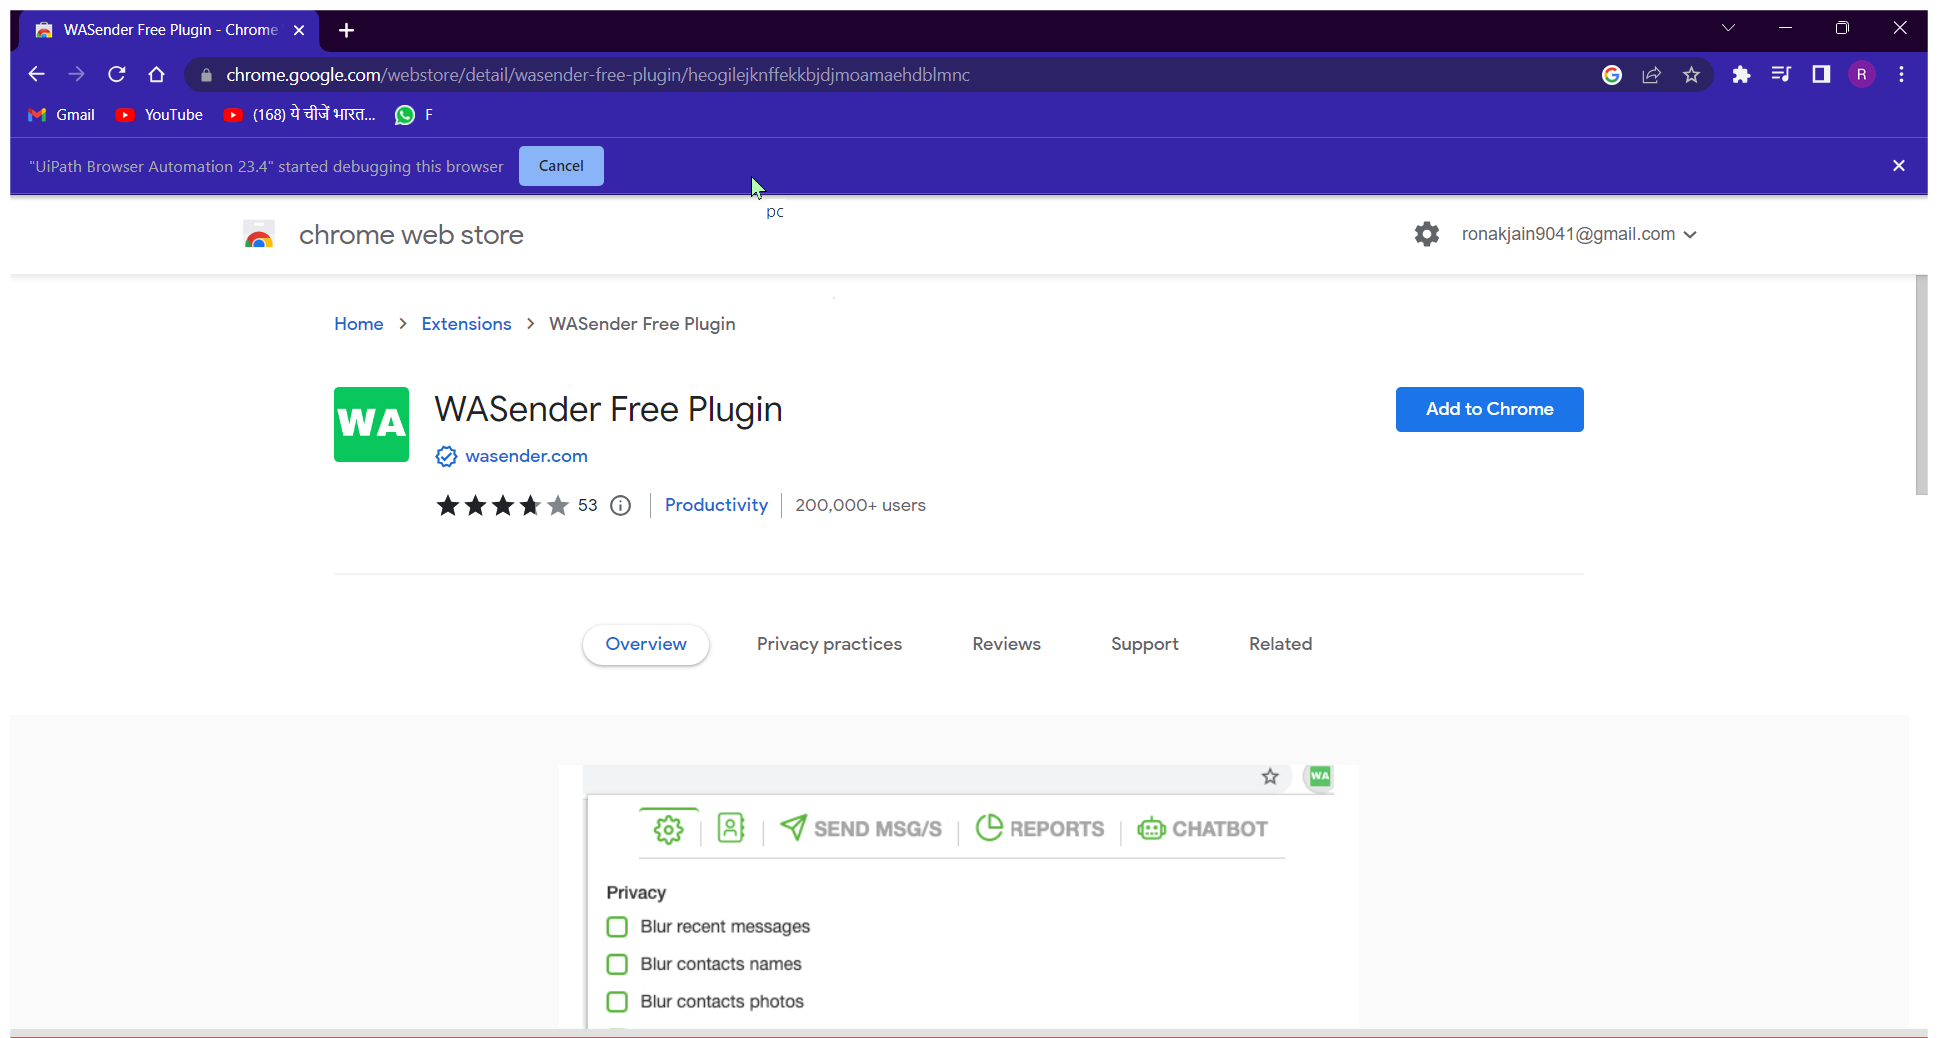 WASender Free Plugin - Chrome
chrome.google.com/webstore/detail/wasender-free-plugin/heogilejknffekkbjdjmoamaehdblmnc
R
Gmail
YouTube
(168) ये चीजें भारत...
F
"UiPath Browser Automation 23.4" started debugging this browser
Cancel
pc
chrome web store
ronakjain9041@gmail.com
Home > Extensions > WASender Free Plugin
WA
WASender Free Plugin
Add to Chrome
wasender.com
53
Productivity
200,000+ users
Overview
Privacy practices
Reviews
Support
Related
WA
SEND MSG/S
REPORTS
CHATBOT
Privacy
Blur recent messages
Blur contacts names
Blur contacts photos